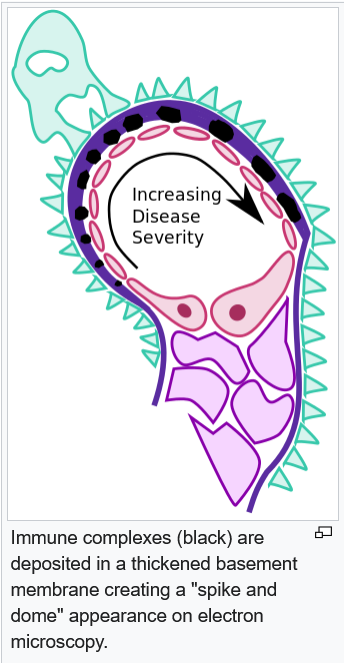 Increasing
Disease
Severity
Immune complexes (black) are
deposited in a thickened basement
membrane creating a "spike and
dome" appearance on electron
microscopy.